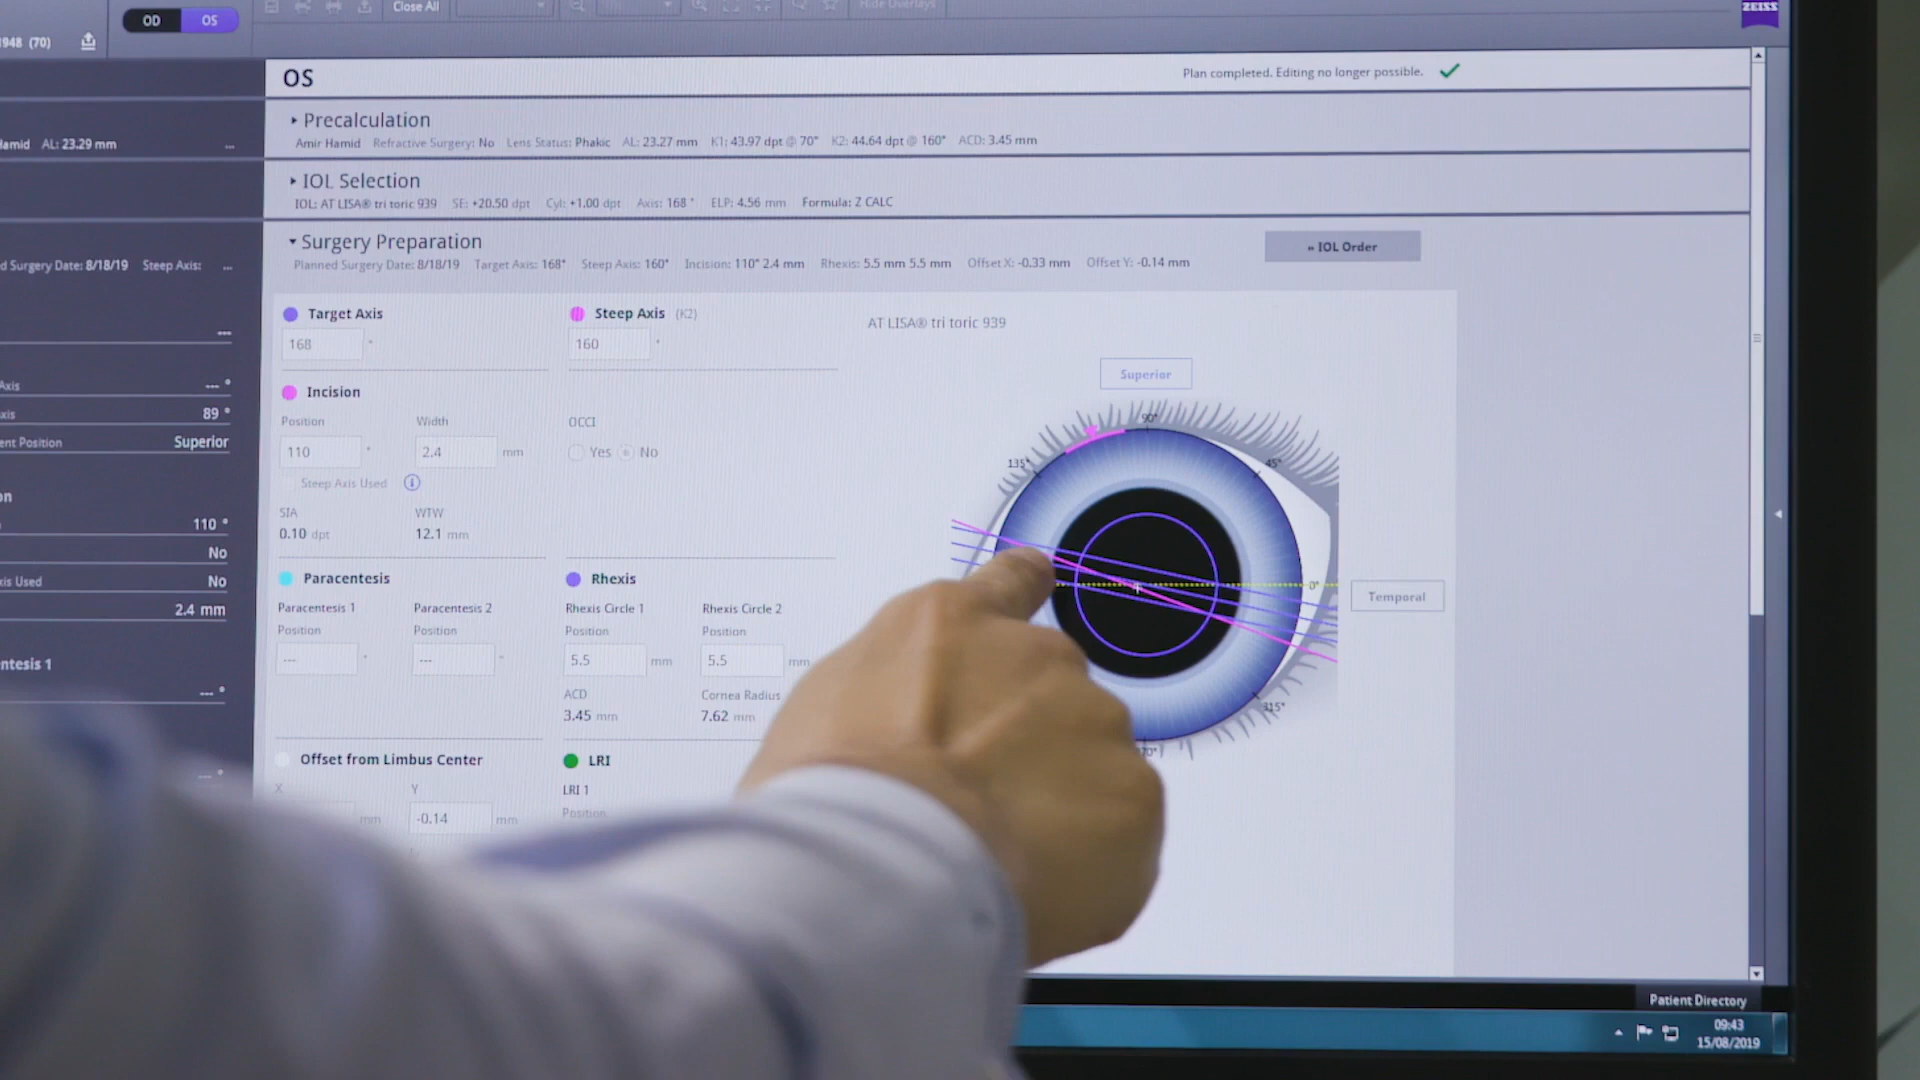 OD OS
Close All
Hide Overlays
ZEISS
1948 (70)
OS
Plan completed. Editing no longer possible.
Precalculation
Amir Hamid Refractive Surgery: No Lens Status: Phakic AL: 23.27 mm K1: 43.97 dpt @ 70° K2: 44.64 dpt @ 160° ACD: 3.45 mm
AL: 23.29 mm ...
IOL Selection
IOL: AT LISA® tri toric 939 SE: +20.50 dpt Cyl: +1.00 dpt Axis: 168 ° ELP: 4.56 mm Formula: Z CALC
Surgery Preparation
» IOL Order
Planned Surgery Date: 8/18/19 Target Axis: 168° Steep Axis: 160° Incision: 110° 2.4 mm Rhexis: 5.5 mm 5.5 mm Offset X: -0.33 mm Offset Y: -0.14 mm
Surgery Date: 8/18/19 Steep Axis: ...
---
Axis --- °
89 °
Position Superior
110 °
No
Used No
2.4 mm
1
--- °
--- °
Target Axis
168 °
Steep Axis (K2)
160 °
Incision
Position Width
110 ° 2.4 mm
OCCI
Yes No
Steep Axis Used
SIA WTW
0.10 dpt 12.1 mm
Paracentesis
Paracentesis 1 Paracentesis 2
Position Position
--- ° --- °
Rhexis
Rhexis Circle 1 Rhexis Circle 2
Position Position
5.5 mm 5.5 mm
ACD Cornea Radius
3.45 mm 7.62 mm
Offset from Limbus Center
X Y
mm -0.14 mm
LRI
LRI 1
Position
AT LISA® tri toric 939
Superior
90°
135° 45°
0°
Temporal
315°
Patient Directory
09:43
15/08/2019